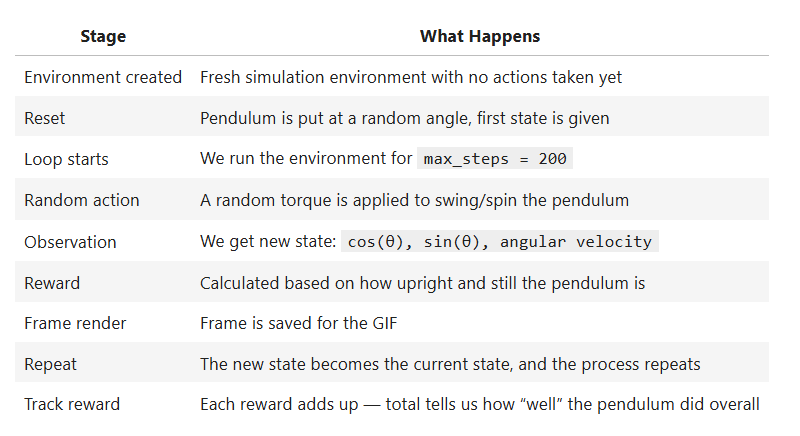 Stage What Happens
Environment created Fresh simulation environment with no actions taken yet
Reset Pendulum is put at a random angle, first state is given
Loop starts We run the environment for max_steps = 200
Random action A random torque is applied to swing/spin the pendulum
Observation We get new state: cos(θ), sin(θ), angular velocity
Reward Calculated based on how upright and still the pendulum is
Frame render Frame is saved for the GIF
Repeat The new state becomes the current state, and the process repeats
Track reward Each reward adds up — total tells us how “well” the pendulum did overall